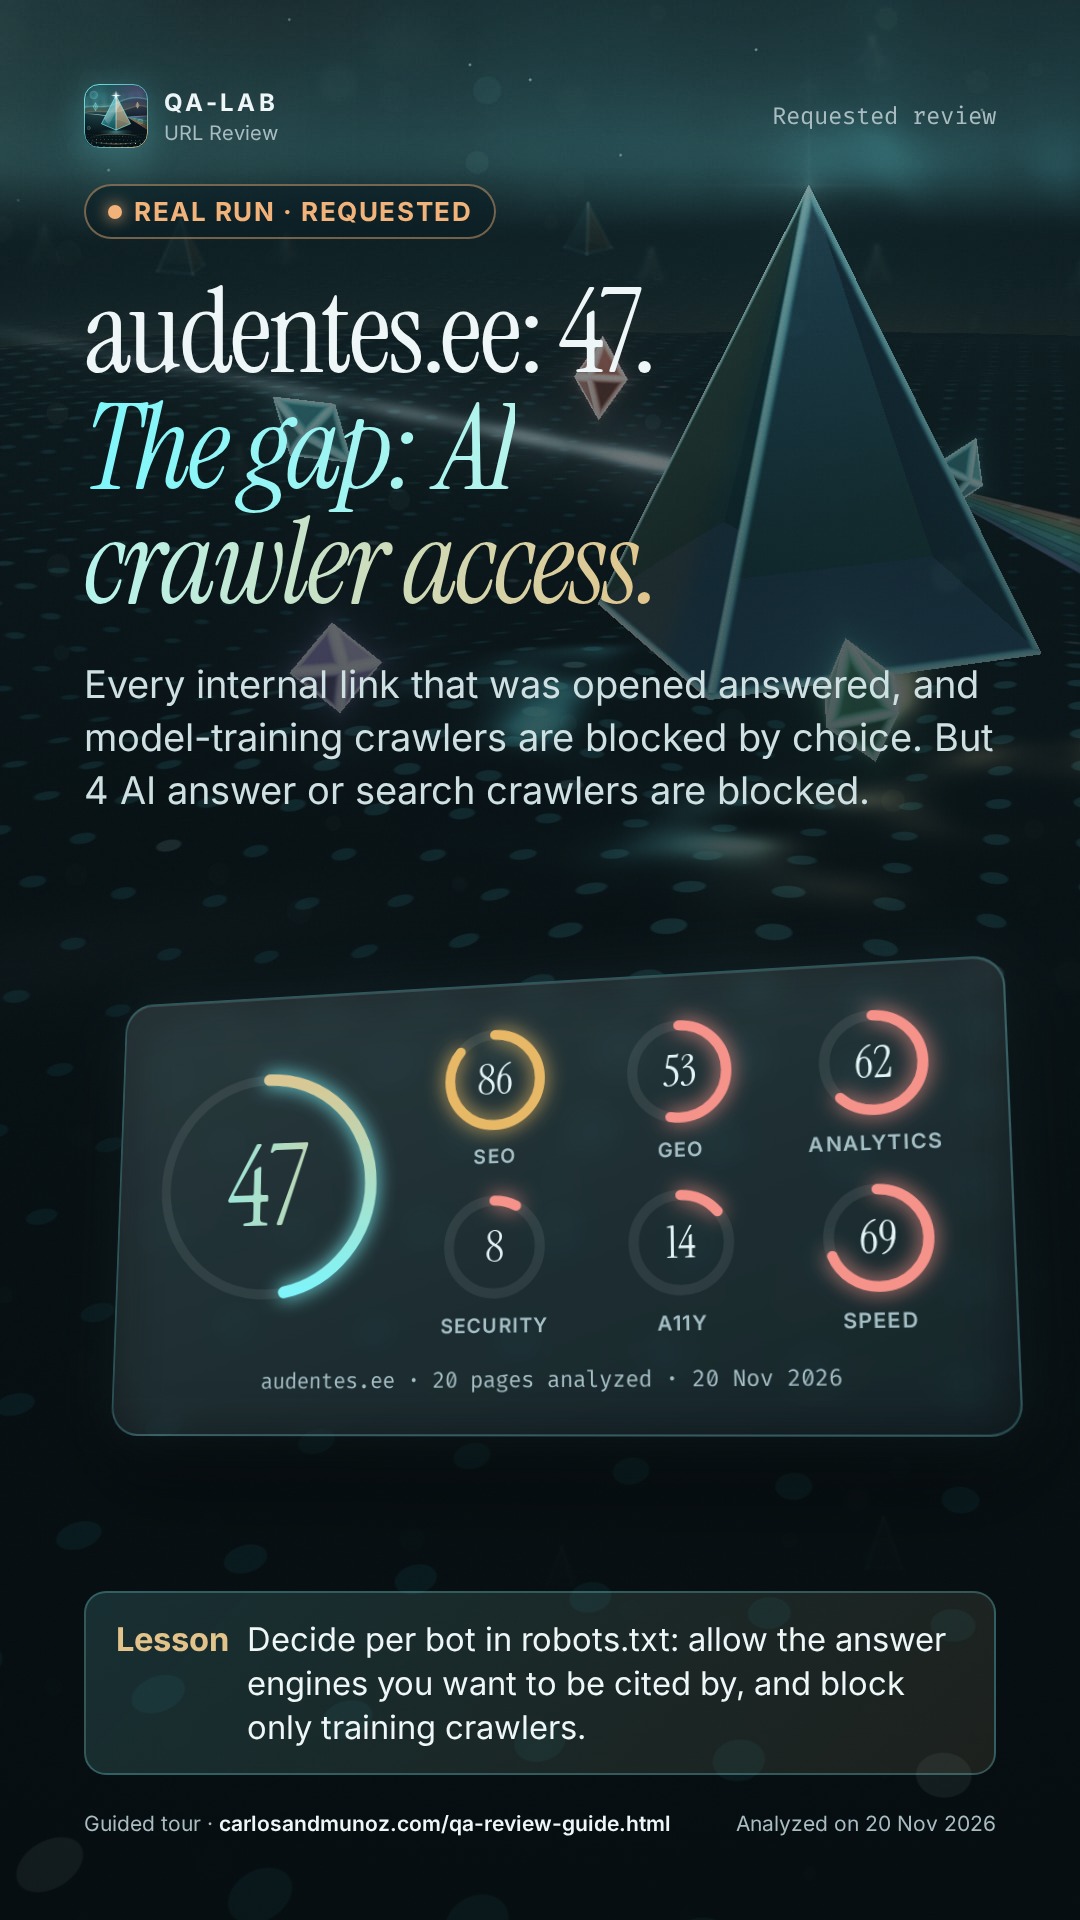 QA-LAB
URL Review
Requested review
REAL RUN · REQUESTED
audentes.ee: 47.
The gap: AI
crawler access.
Every internal link that was opened answered, and
model-training crawlers are blocked by choice. But
4 AI answer or search crawlers are blocked.
47
86
SEO
53
GEO
62
ANALYTICS
8
SECURITY
14
A11Y
69
SPEED
audentes.ee · 20 pages analyzed · 20 Nov 2026
Lesson Decide per bot in robots.txt: allow the answer
engines you want to be cited by, and block
only training crawlers.
Guided tour · carlosandmunoz.com/qa-review-guide.html
Analyzed on 20 Nov 2026